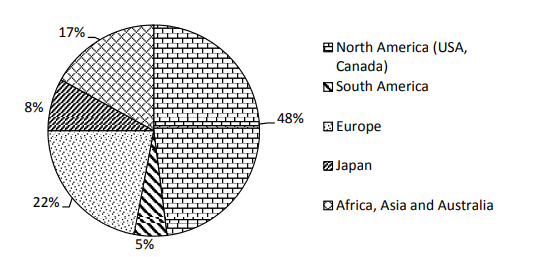 17%
8%
22%
5%
48%
North America (USA,
Canada)
South America
Europe
Japan
Africa, Asia and Australia